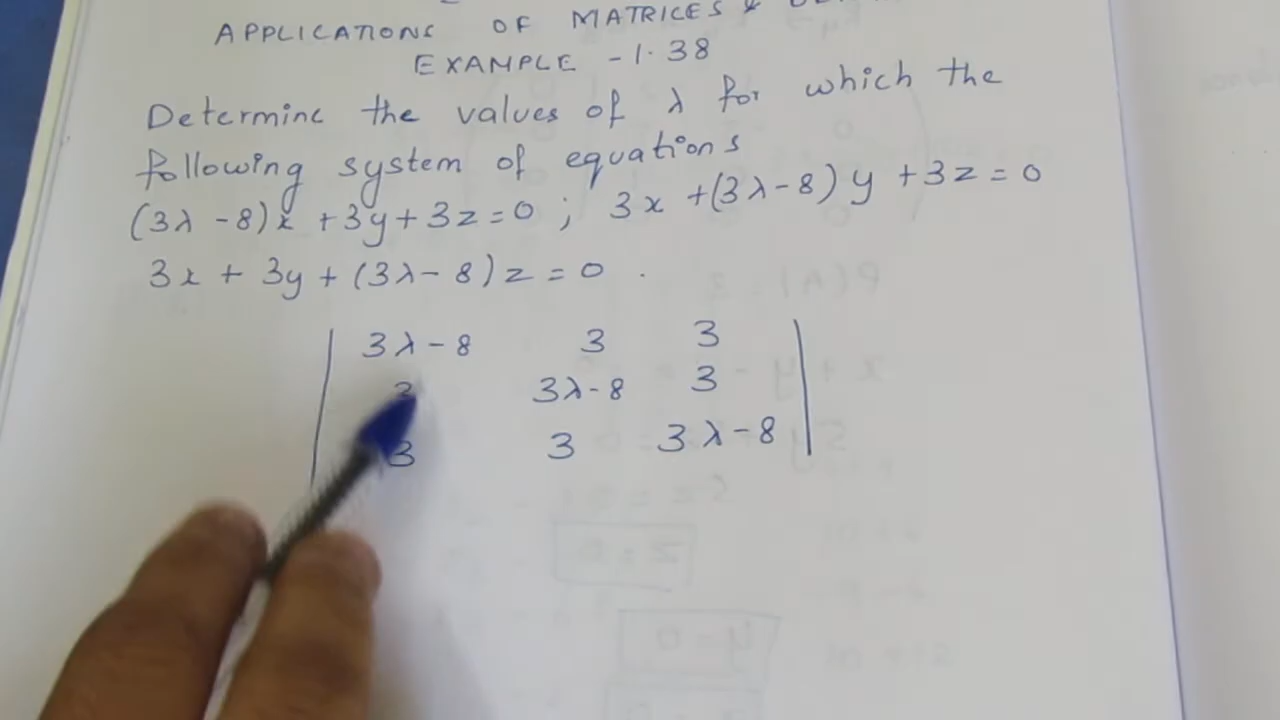 APPLICATIONS OF MATRICES &
EXAMPLE - 1.38
Determine the values of λ for which the
following system of equations
(3λ - 8)x + 3y + 3z = 0 ; 3x + (3λ - 8) y + 3z = 0
3x + 3y + (3λ - 8) z = 0 .
3λ - 8 3 3
3 3λ - 8 3
3 3 3λ - 8